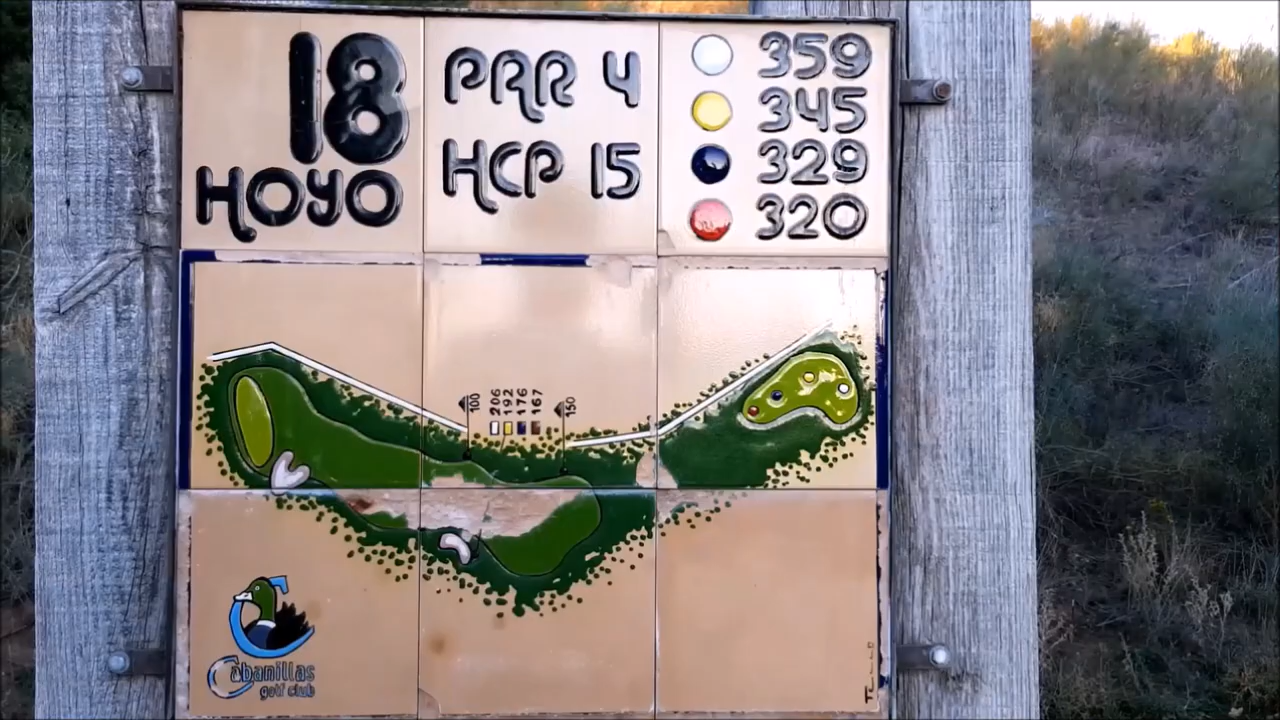 18
HOYO
PAR 4
HCP 15
359
345
329
320
100
206
192
176
167
150
Cabanillas
golf club